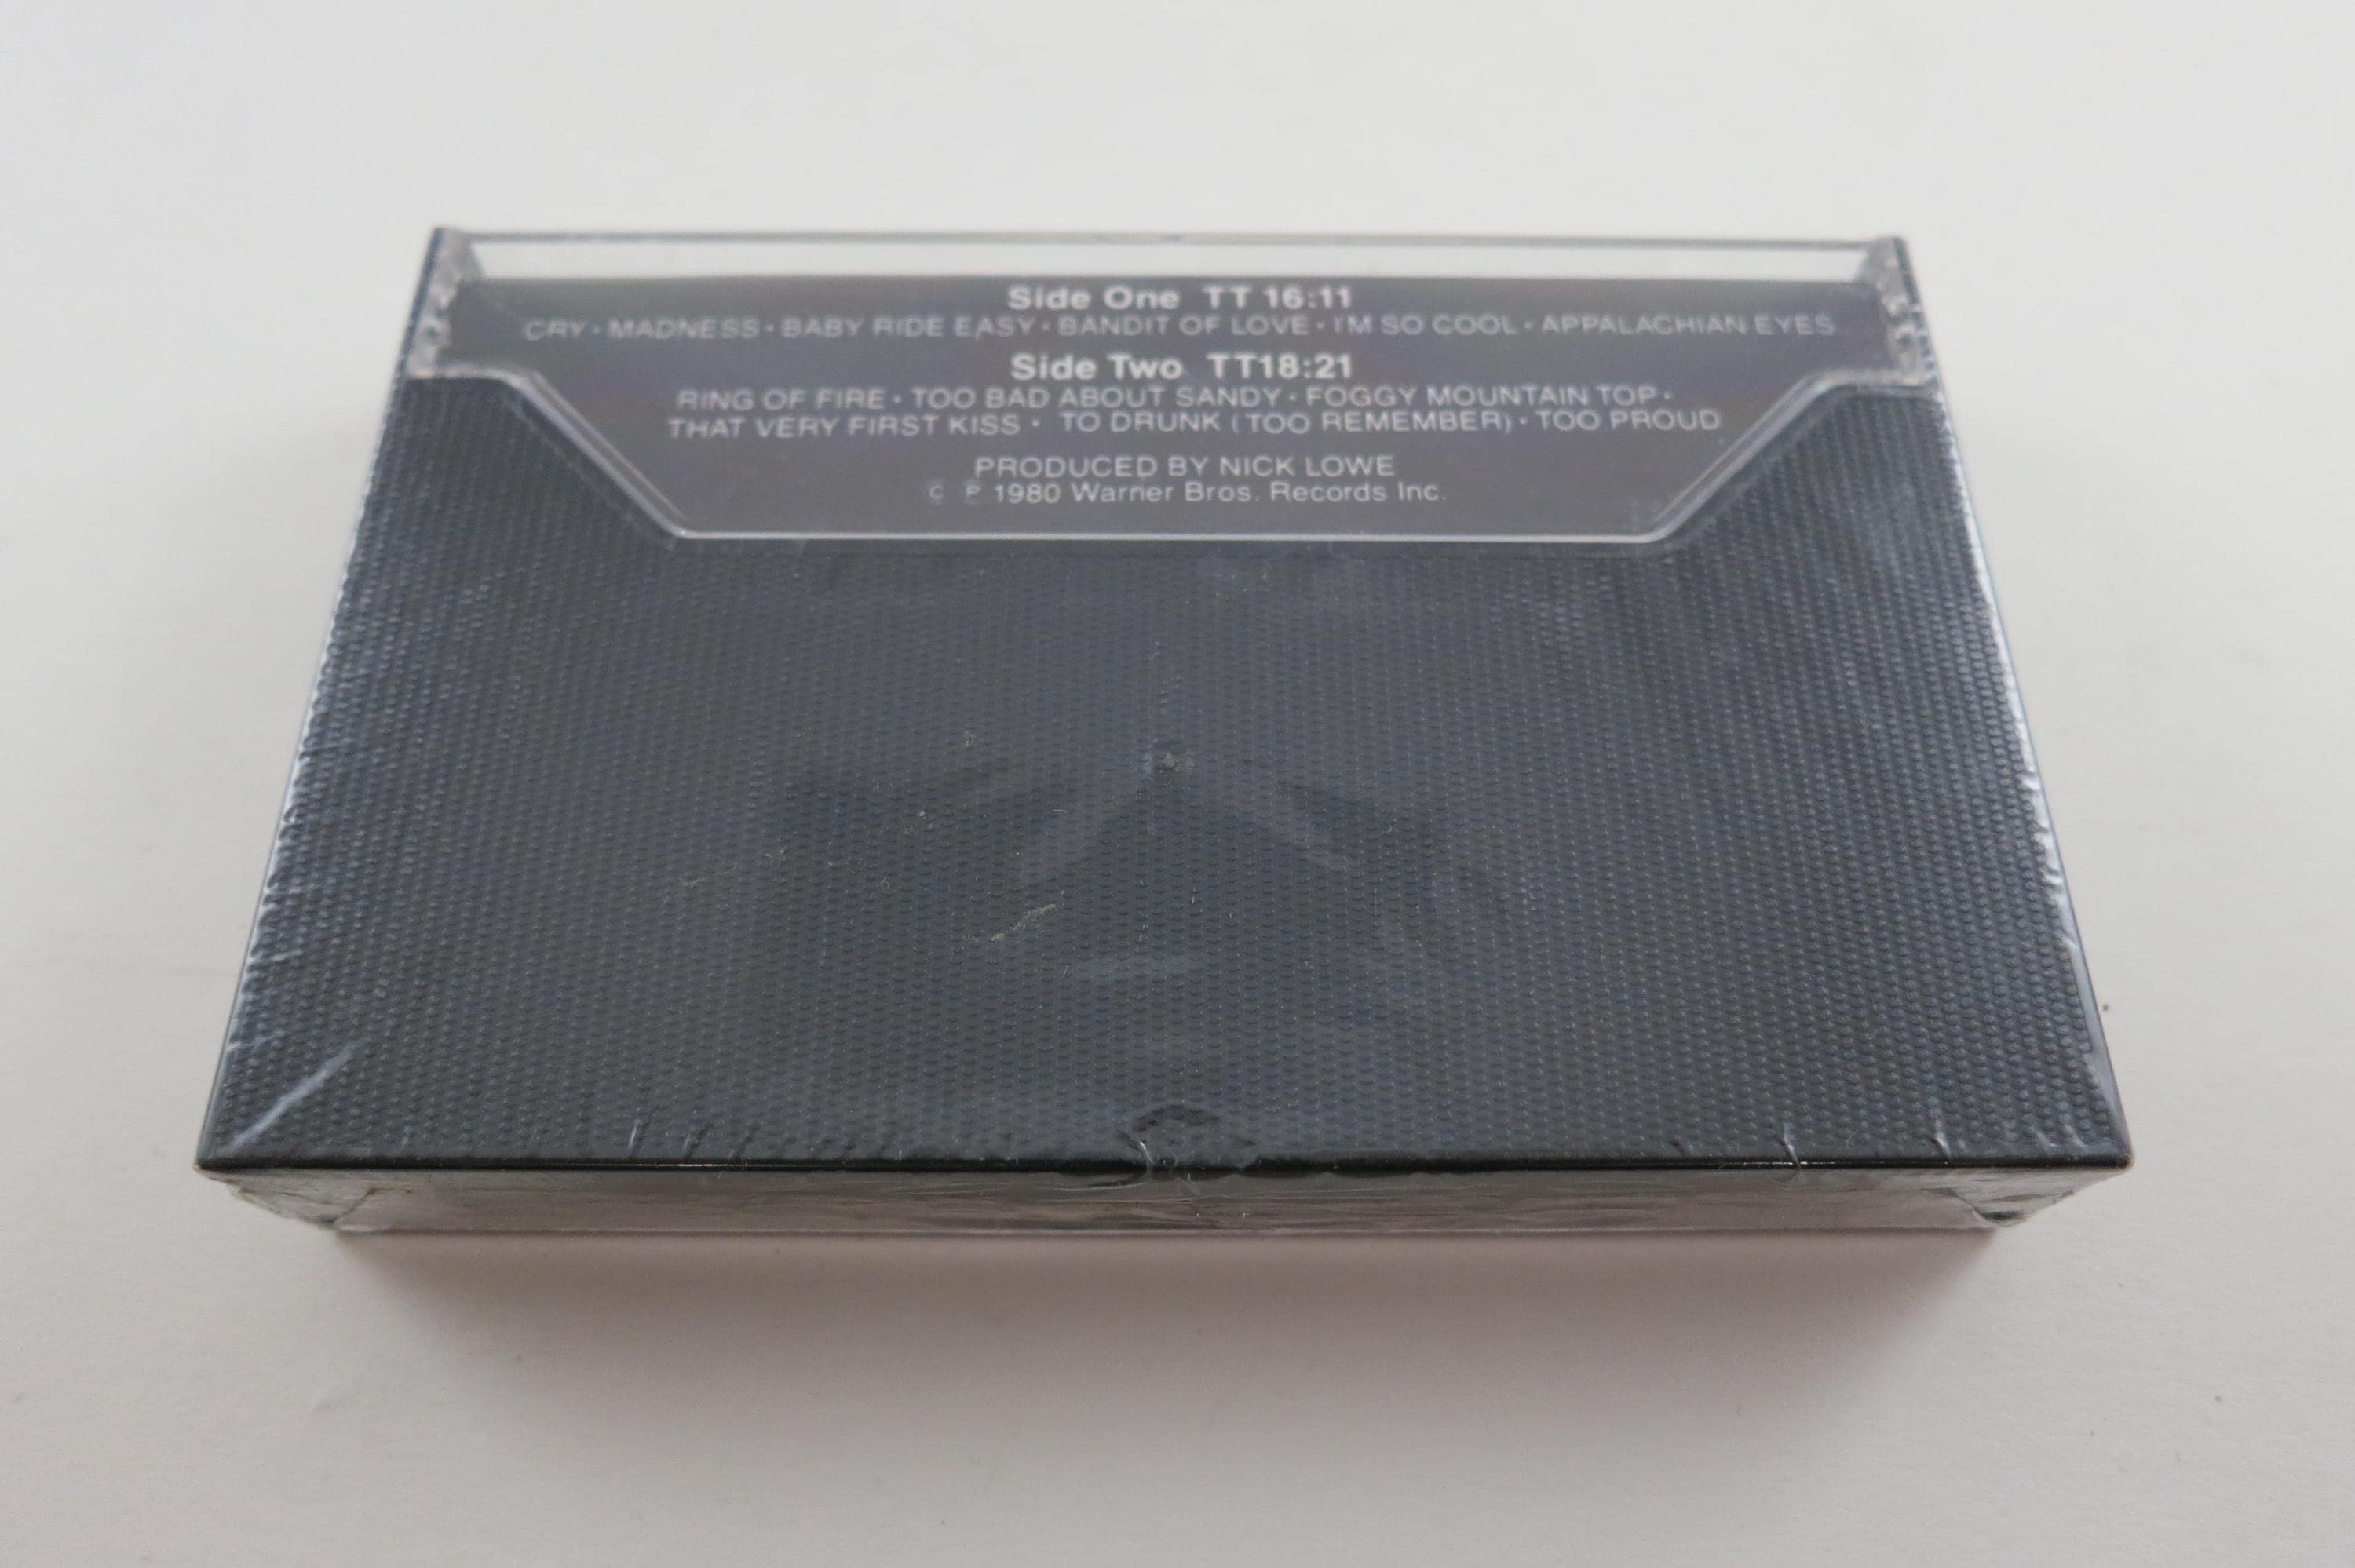 Side One TT 16:11
CRY • MADNESS • BABY RIDE EASY • BANDIT OF LOVE • I'M SO COOL • APPALACHIAN EYES
Side Two TT18:21
RING OF FIRE • TOO BAD ABOUT SANDY • FOGGY MOUNTAIN TOP •
THAT VERY FIRST KISS • TO DRUNK (TOO REMEMBER) • TOO PROUD
PRODUCED BY NICK LOWE
C P 1980 Warner Bros. Records Inc.